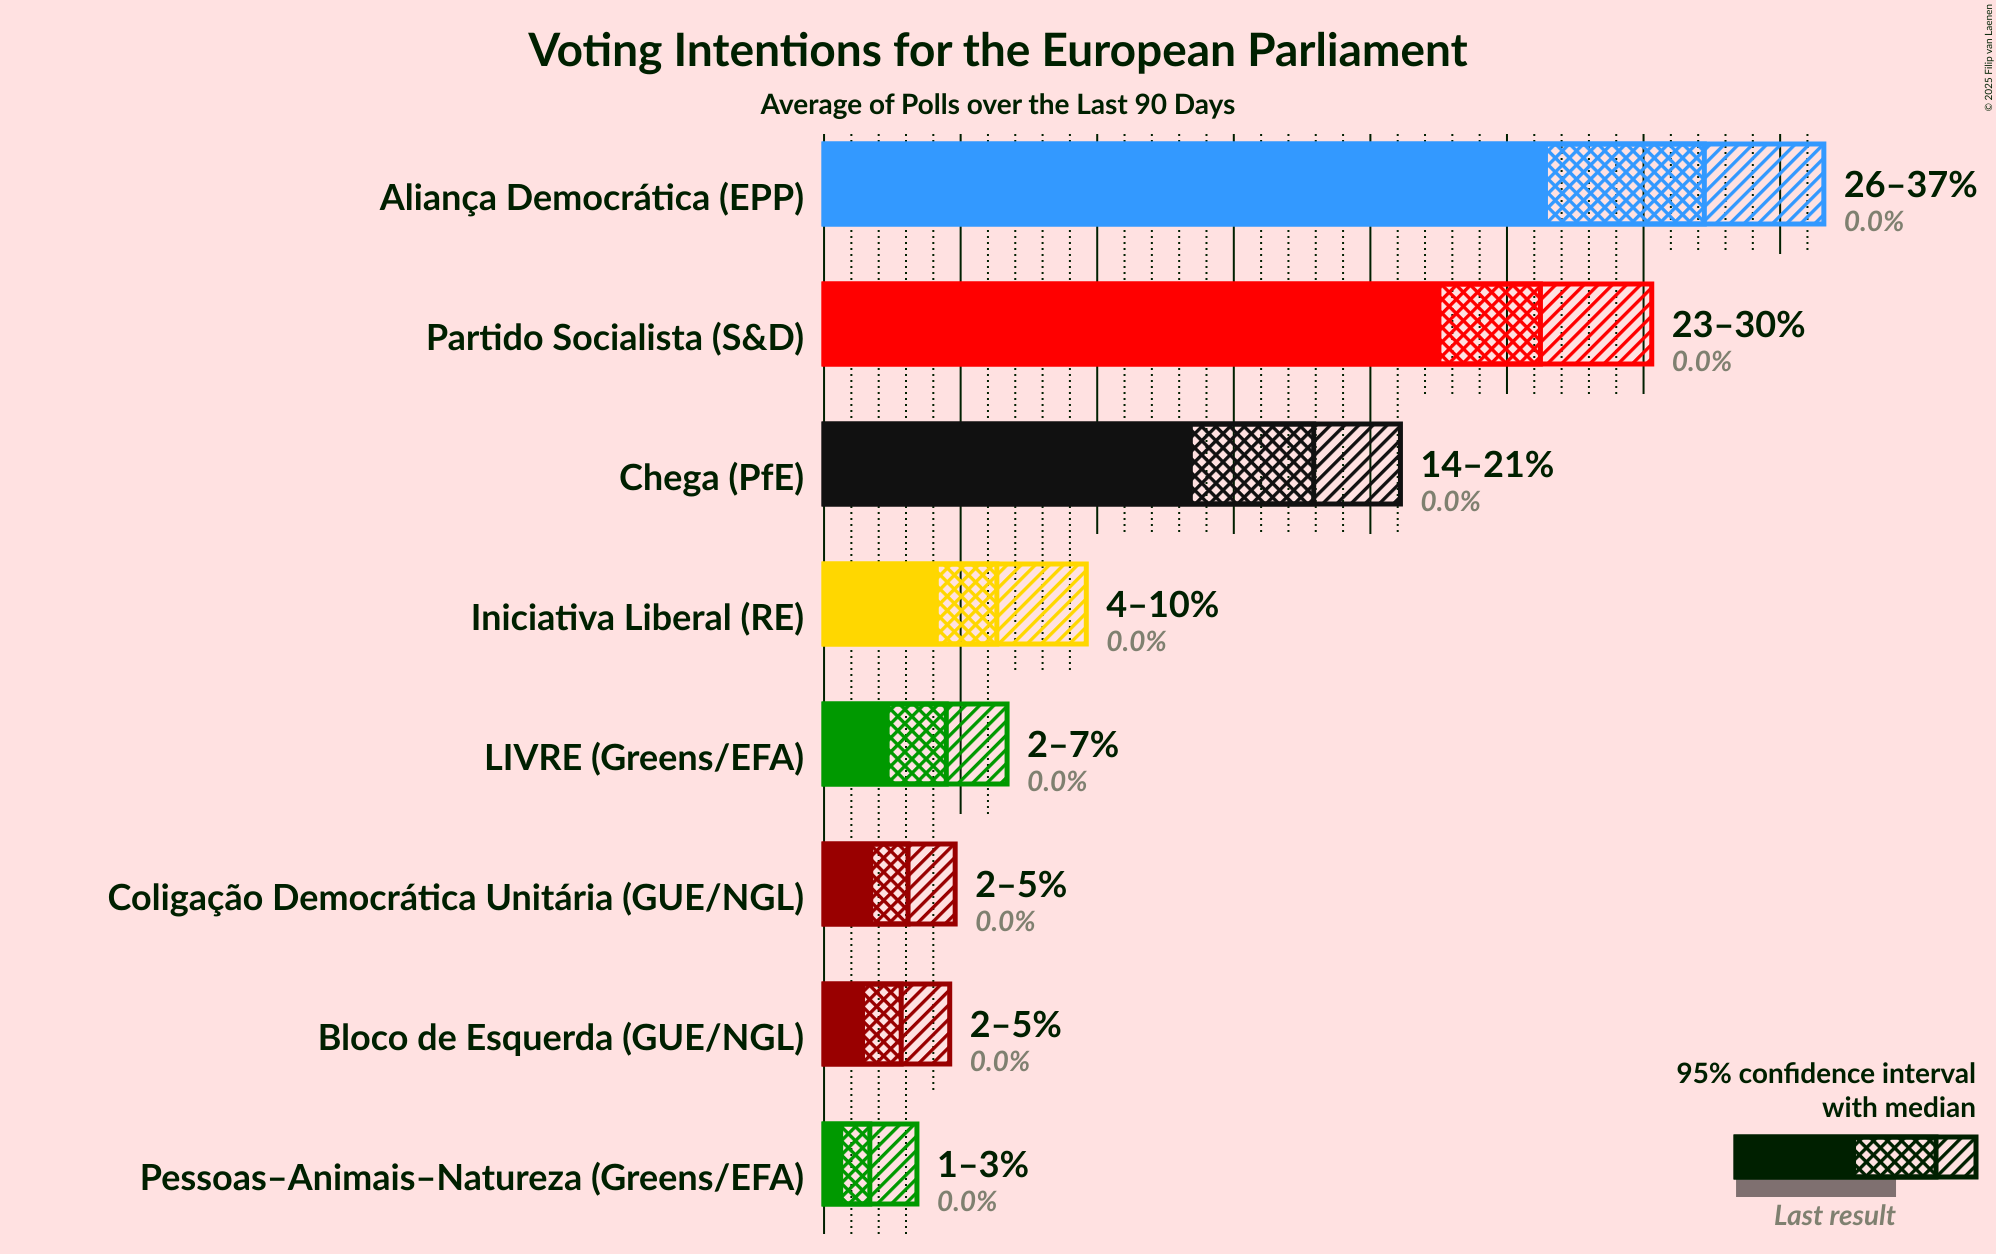 Voting Intentions for the European Parliament
Average of Polls over the Last 90 Days
© 2025 Filip van Laenen
Aliança Democrática (EPP)
26–37%
0.0%
Partido Socialista (S&D)
23–30%
0.0%
Chega (PfE)
14–21%
0.0%
Iniciativa Liberal (RE)
4–10%
0.0%
LIVRE (Greens/EFA)
2–7%
0.0%
Coligação Democrática Unitária (GUE/NGL)
2–5%
0.0%
Bloco de Esquerda (GUE/NGL)
2–5%
0.0%
Pessoas–Animais–Natureza (Greens/EFA)
1–3%
0.0%
95% confidence interval
with median
Last result